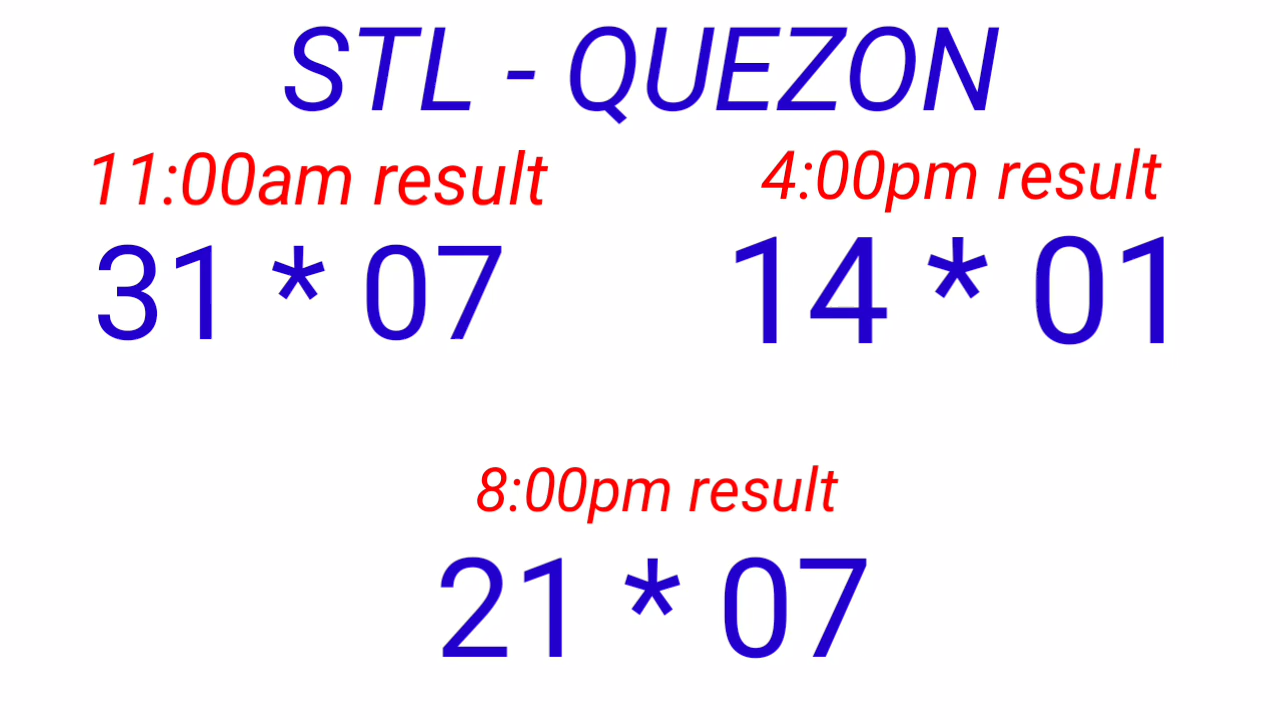 STL - QUEZON
11:00am result
31 * 07
4:00pm result
14 * 01
8:00pm result
21 * 07